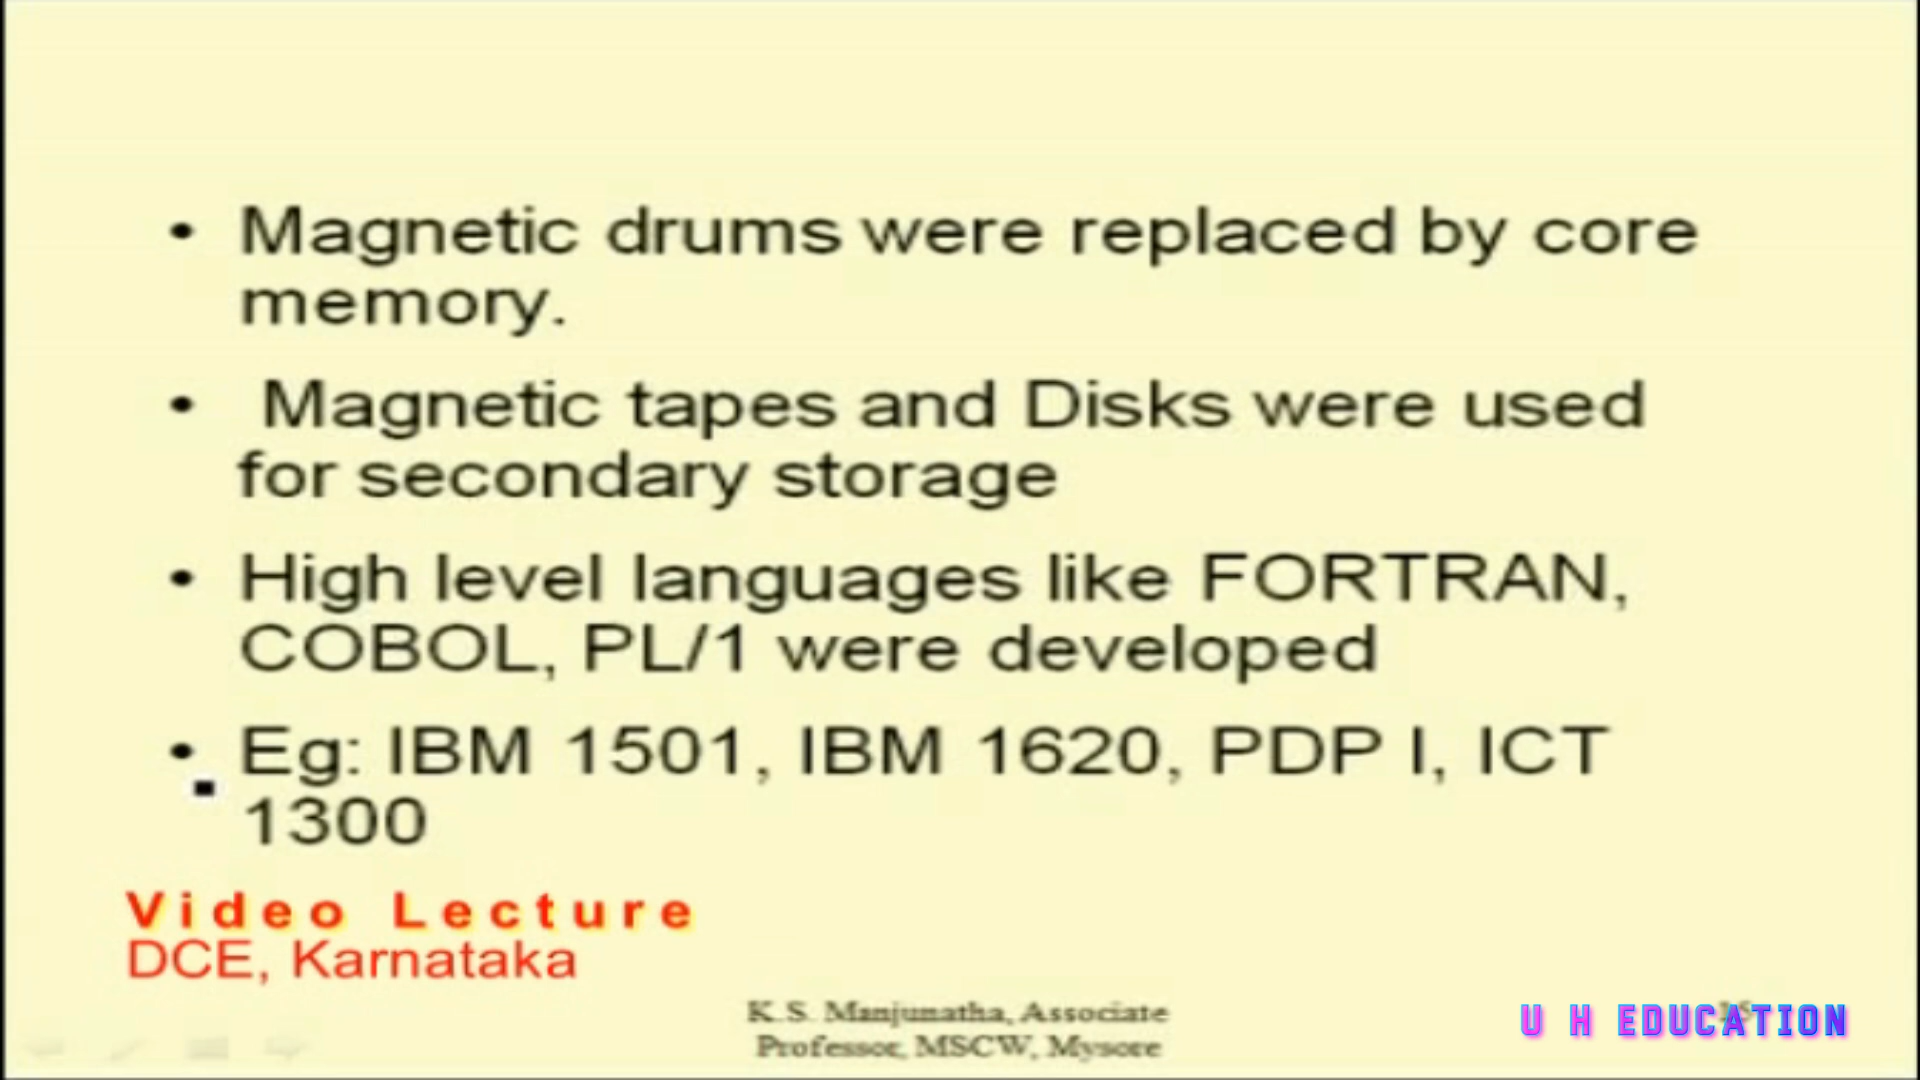 • Magnetic drums were replaced by core
memory.
• Magnetic tapes and Disks were used
for secondary storage
• High level languages like FORTRAN,
COBOL, PL/1 were developed
• Eg: IBM 1501, IBM 1620, PDP I, ICT
1300
Video Lecture
DCE, Karnataka
K.S. Manjunatha, Associate
Professor, MSCW, Mysore
U H EDUCATION